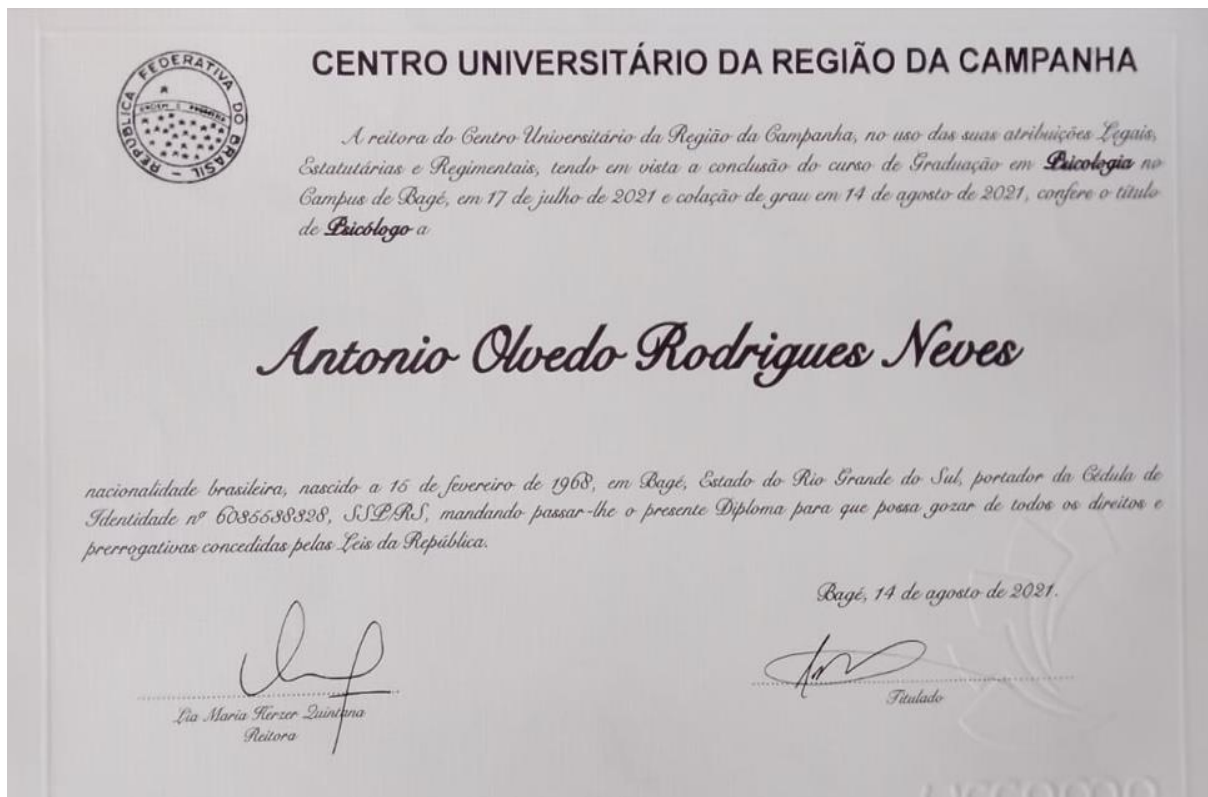 REPÚBLICA FEDERATIVA DO BRASIL
CENTRO UNIVERSITÁRIO DA REGIÃO DA CAMPANHA
A reitora do Centro Universitário da Região da Campanha, no uso das suas atribuições Legais,
Estatutárias e Regimentais, tendo em vista a conclusão do curso de Graduação em Psicologia no
Campus de Bagé, em 17 de julho de 2021 e colação de grau em 14 de agosto de 2021, confere o título
de Psicólogo a
Antonio Olvedo Rodrigues Neves
nacionalidade brasileira, nascido a 15 de fevereiro de 1968, em Bagé, Estado do Rio Grande do Sul, portador da Cédula de
Identidade nº 6035538328, SSP/RS, mandando passar-lhe o presente Diploma para que possa gozar de todos os direitos e
prerrogativas concedidas pelas Leis da República.
Bagé, 14 de agosto de 2021.
Lia Maria Herzer Quintana
Reitora
Titulado